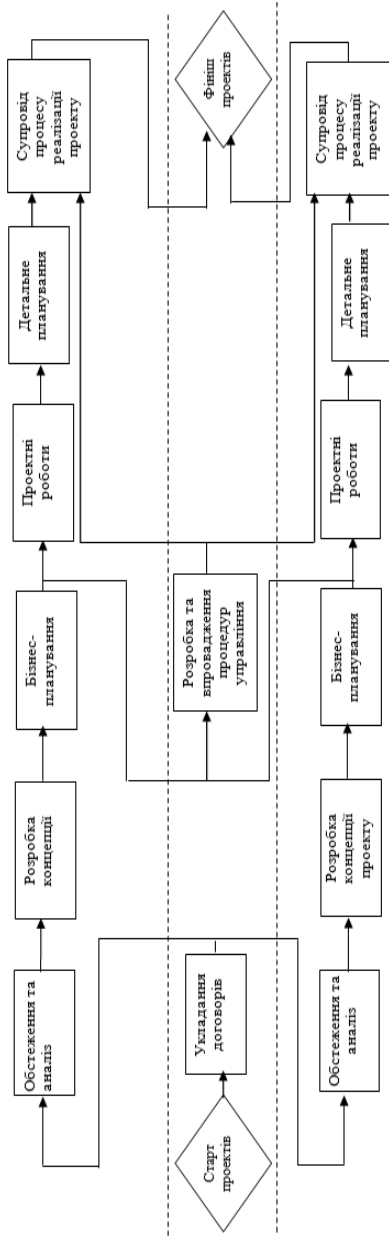 Старт
проектів
Укладання
договорів
Обстеження та
аналіз
Розробка
концепції
Бізнес-
планування
Проектні
роботи
Детальне
планування
Супровід
процесу
реалізації
проекту
Розробка та
впровадження
процедур
управління
Обстеження та
аналіз
Розробка
концепції
проекту
Бізнес-
планування
Проектні
роботи
Детальне
планування
Супровід
процесу
реалізації
проекту
Фініш
проектів